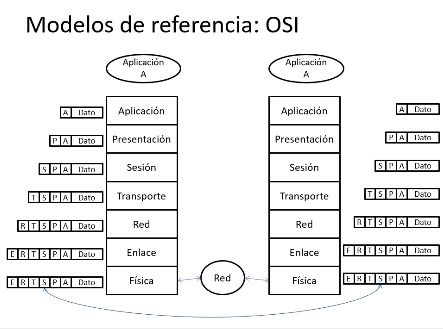 Modelos de referencia: OSI
Aplicación
A
Aplicación
A
A Dato
Aplicación
Aplicación
A Dato
P A Dato
Presentación
Presentación
P A Dato
S P A Dato
Sesión
Sesión
S P A Dato
T S P A Dato
Transporte
Transporte
T S P A Dato
R T S P A Dato
Red
Red
R T S P A Dato
E R T S P A Dato
Enlace
Enlace
E R T S P A Dato
E R T S P A Dato
Física
Red
Física
E R T S P A Dato